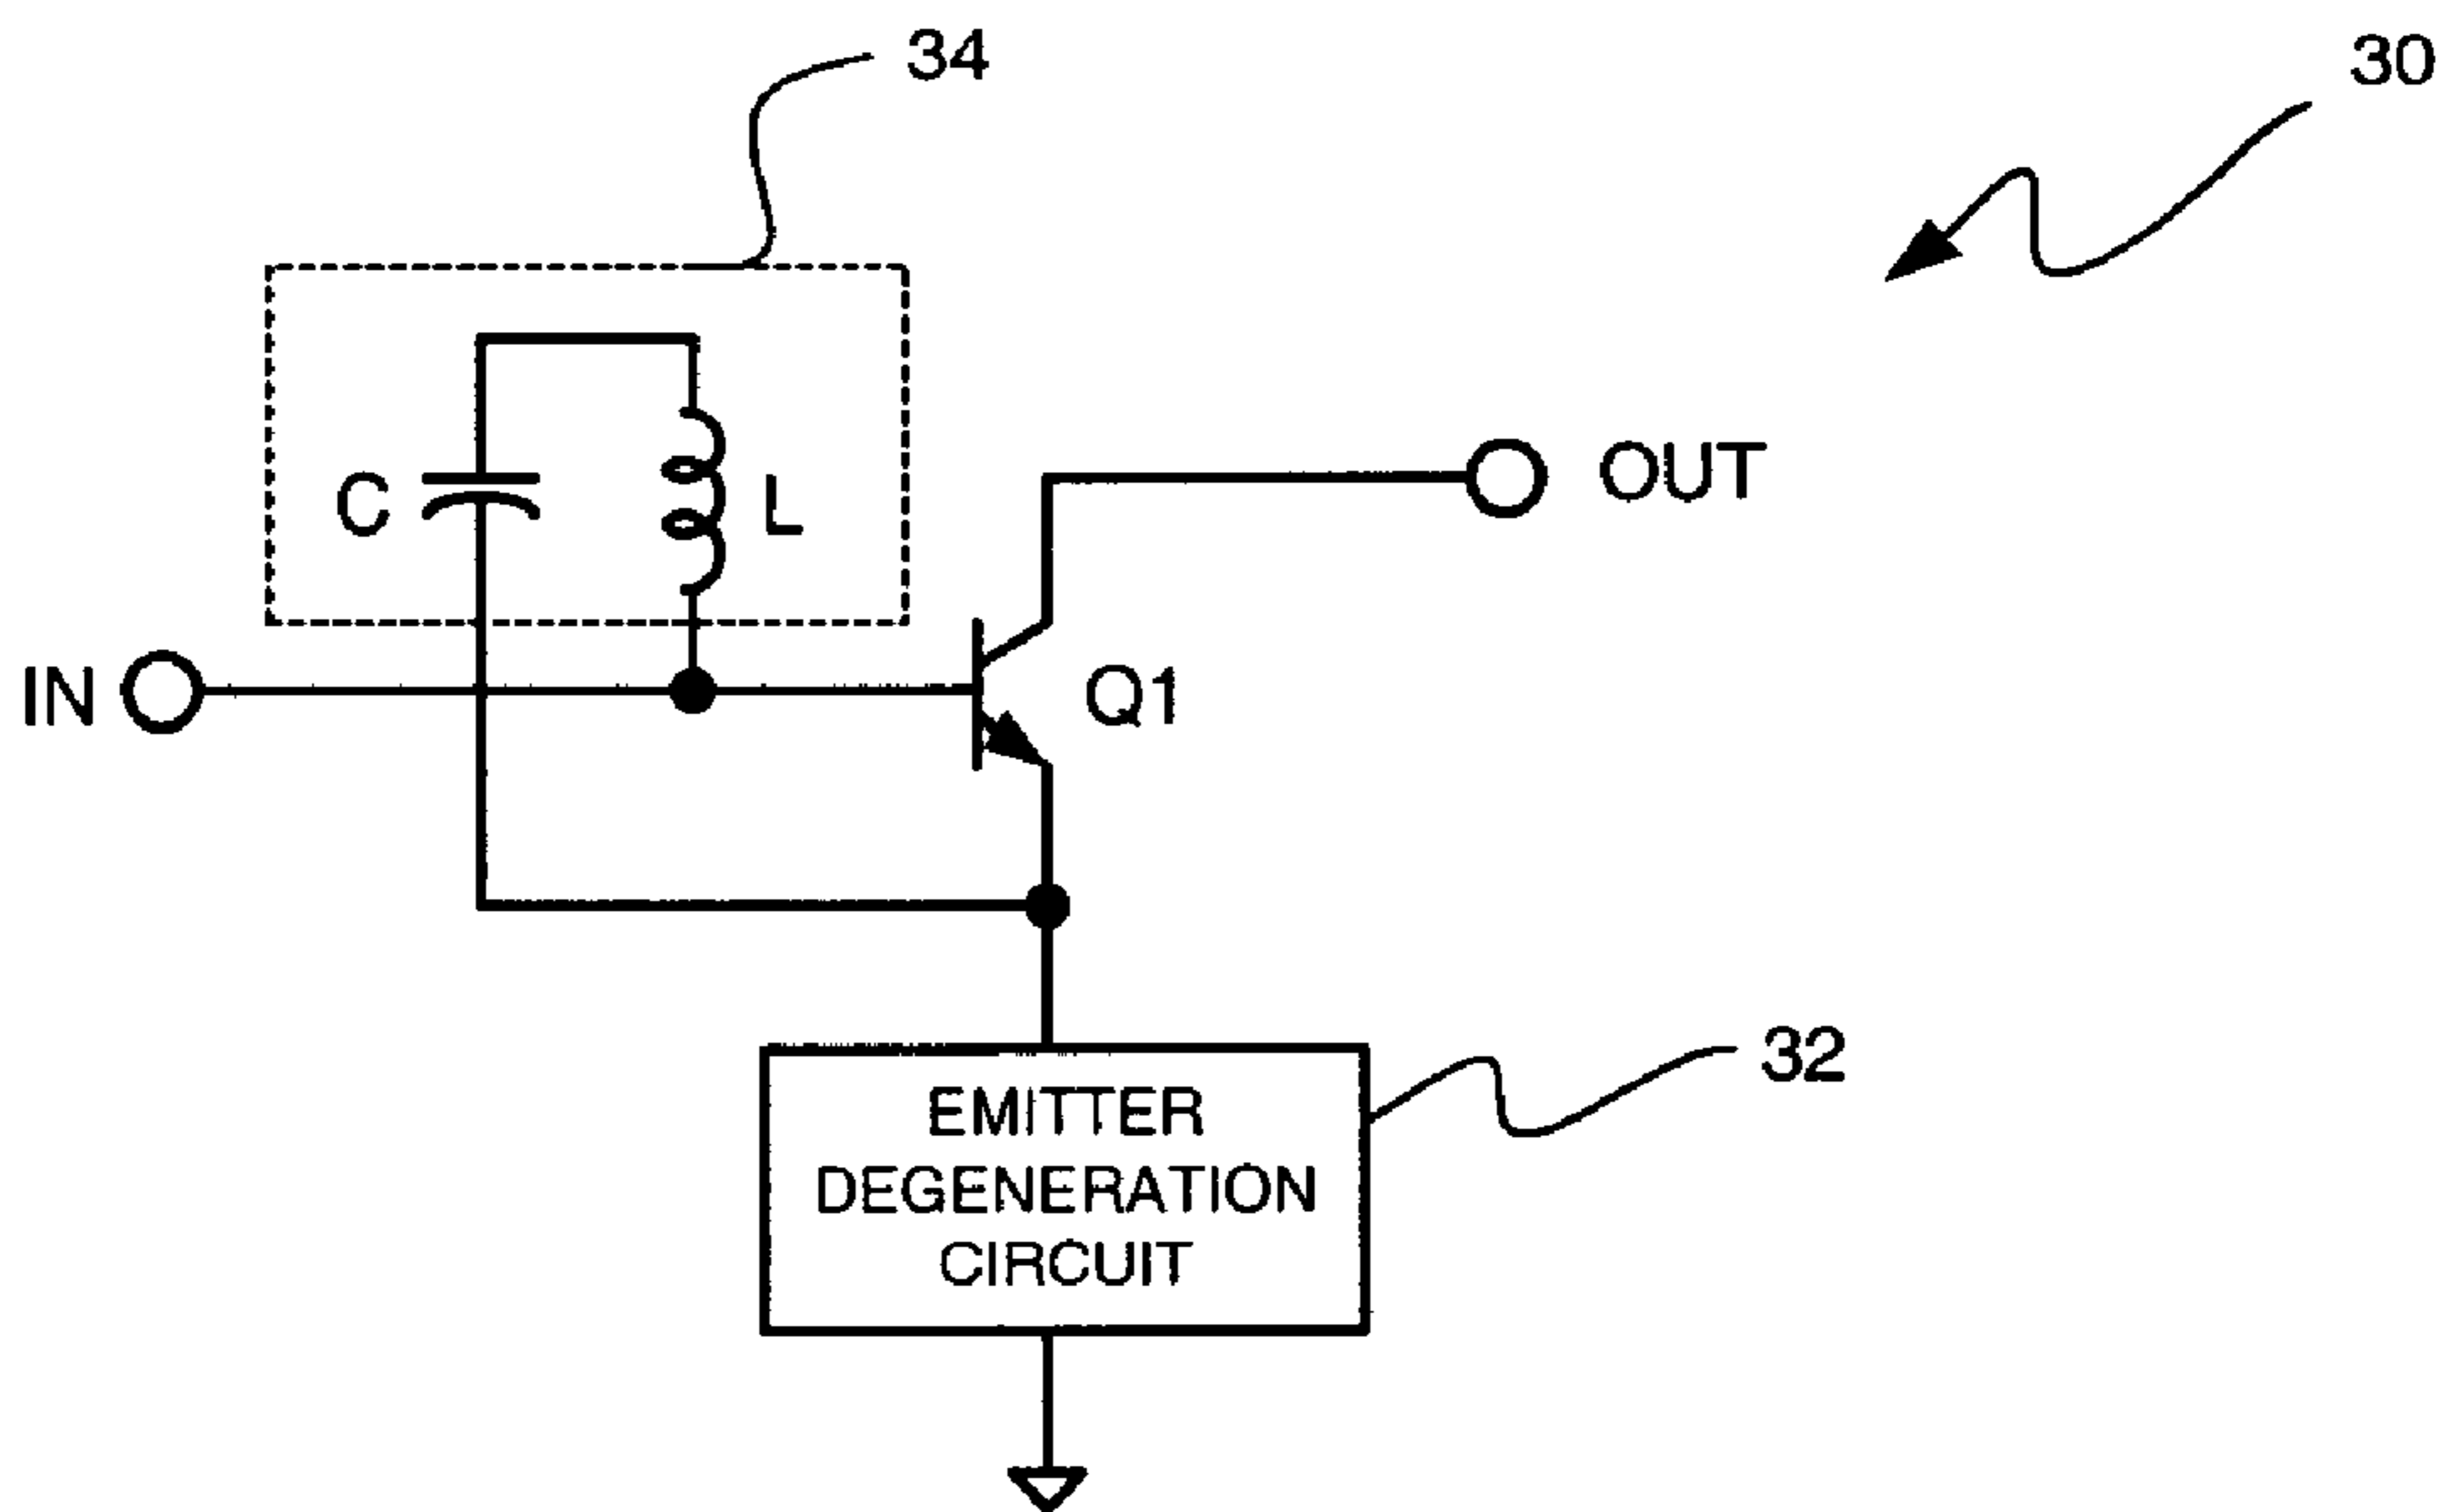 34
30
C
L
OUT
IN
Q1
32
EMITTER
DEGENERATION
CIRCUIT